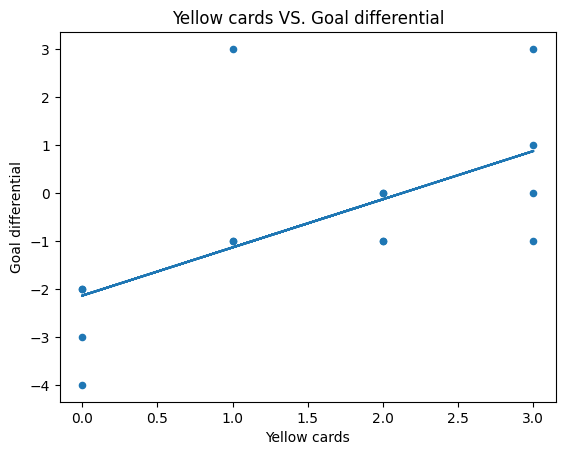 Yellow cards VS. Goal differential
3
2
1
0
−1
−2
−3
−4
Goal differential
0.0 0.5 1.0 1.5 2.0 2.5 3.0
Yellow cards